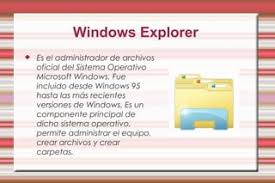 Windows Explorer
Es el administrador de archivos
oficial del Sistema Operativo
Microsoft Windows. Fue
incluido desde Windows 95
hasta las más recientes
versiones de Windows. Es un
componente principal de
dicho sistema operativo,
permite administrar el equipo,
crear archivos y crear
carpetas.